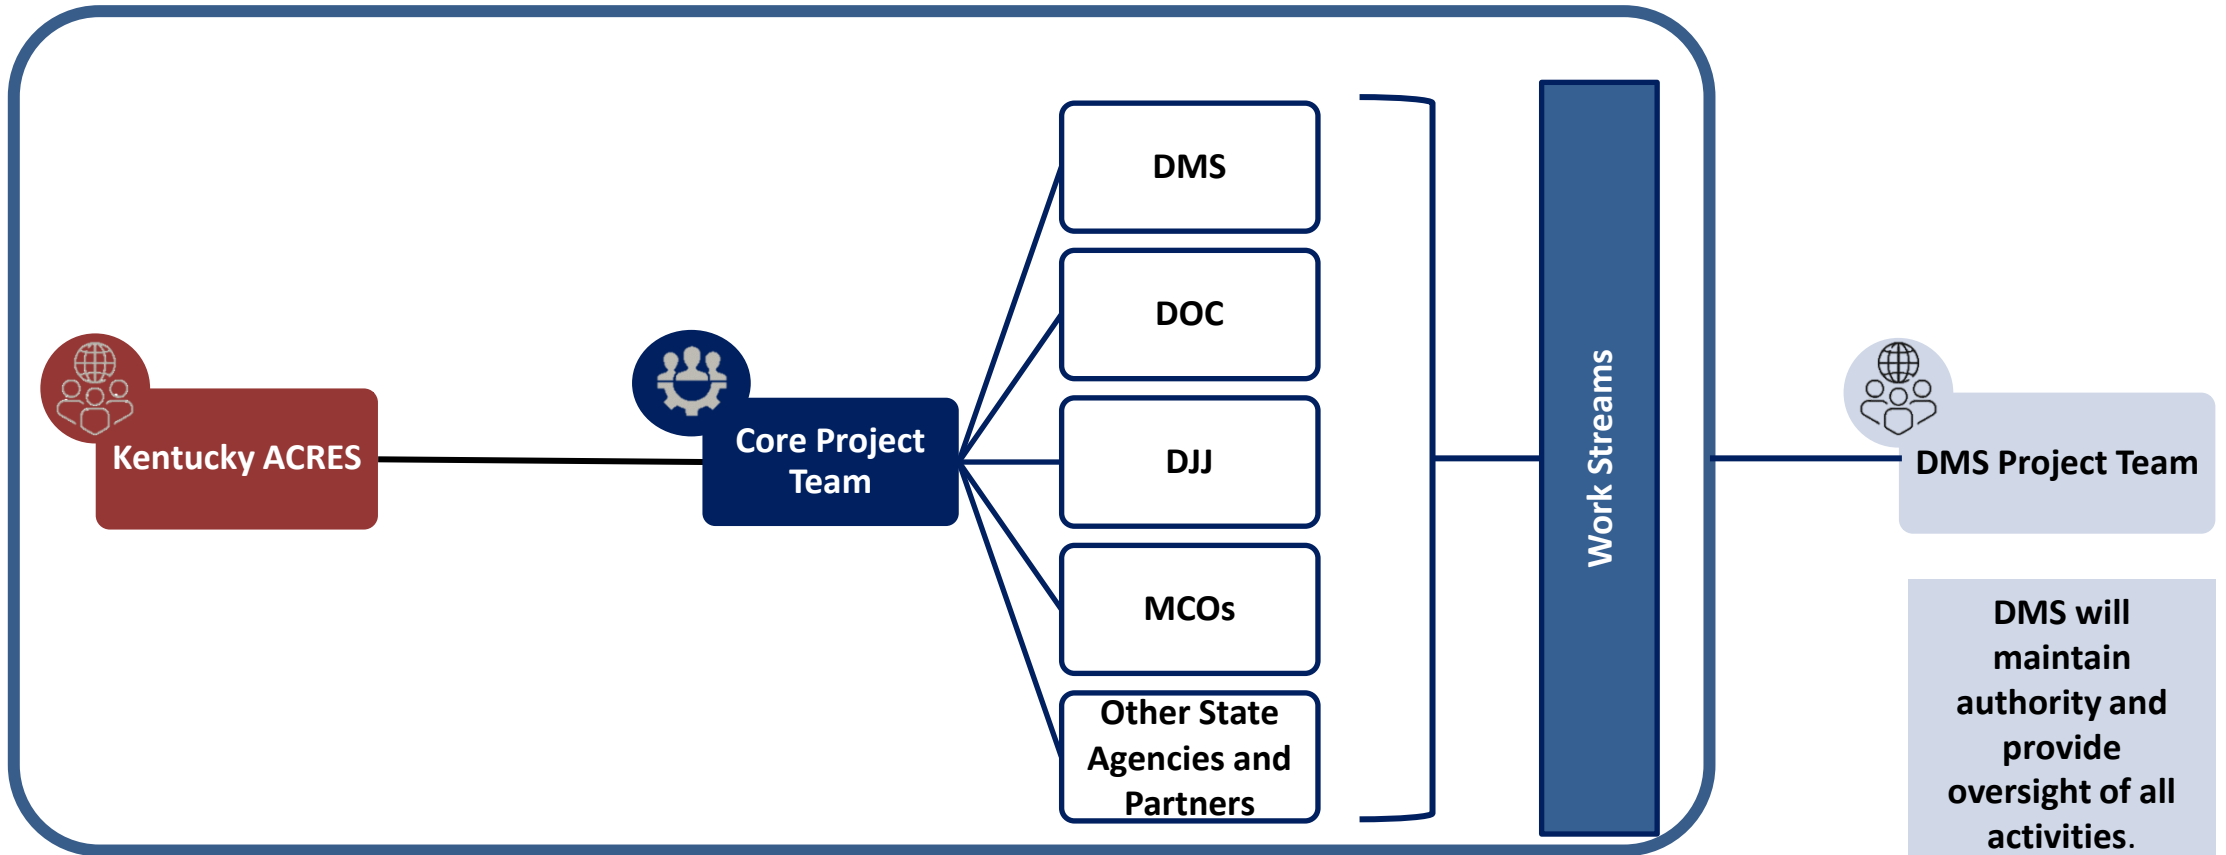 Kentucky ACRES
Core Project
Team
DMS
DOC
DJJ
MCOs
Other State
Agencies and
Partners
Work Streams
DMS Project Team
DMS will
maintain
authority and
provide
oversight of all
activities.